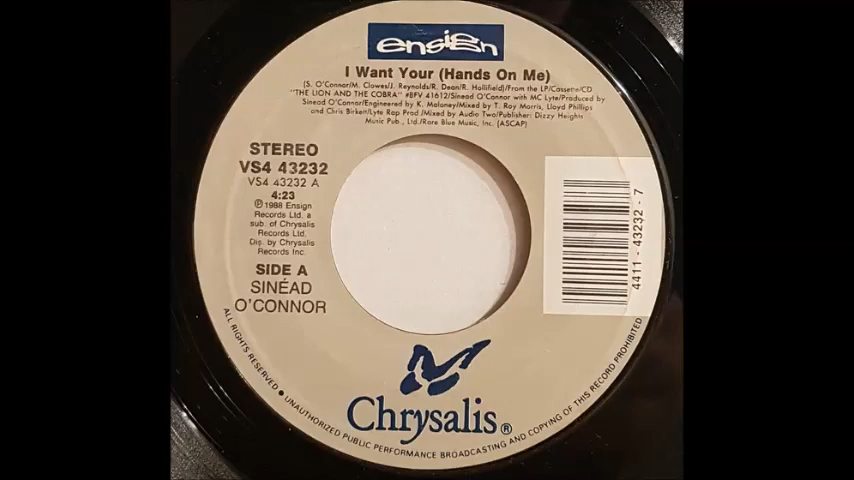 ensign
I Want Your (Hands On Me)
(S. O'Connor/M. Clowes/J. Reynolds/R. Dean/R. Hollifield)/From the LP/Cassette/CD
"THE LION AND THE COBRA" #BFV 41612/Sinead O'Connor with MC Lyte/Produced by
Sinead O'Connor/Engineered by K. Maloney/Mixed by T. Roy Morris, Lloyd Phillips
and Chris Birkett/Lyte Rap Prod./Mixed by Audio Two/Publisher: Dizzy Heights
Music Pub., Ltd./Rare Blue Music, Inc. (ASCAP)
STEREO
VS4 43232
VS4 43232 A
4:23
℗ 1988 Ensign
Records Ltd. a
sub. of Chrysalis
Records Ltd.
Dis. by Chrysalis
Records Inc.
SIDE A
SINÉAD
O'CONNOR
4411 - 43232 - 7
Chrysalis®
ALL RIGHTS RESERVED • UNAUTHORIZED PUBLIC PERFORMANCE BROADCASTING AND COPYING OF THIS RECORD PROHIBITED